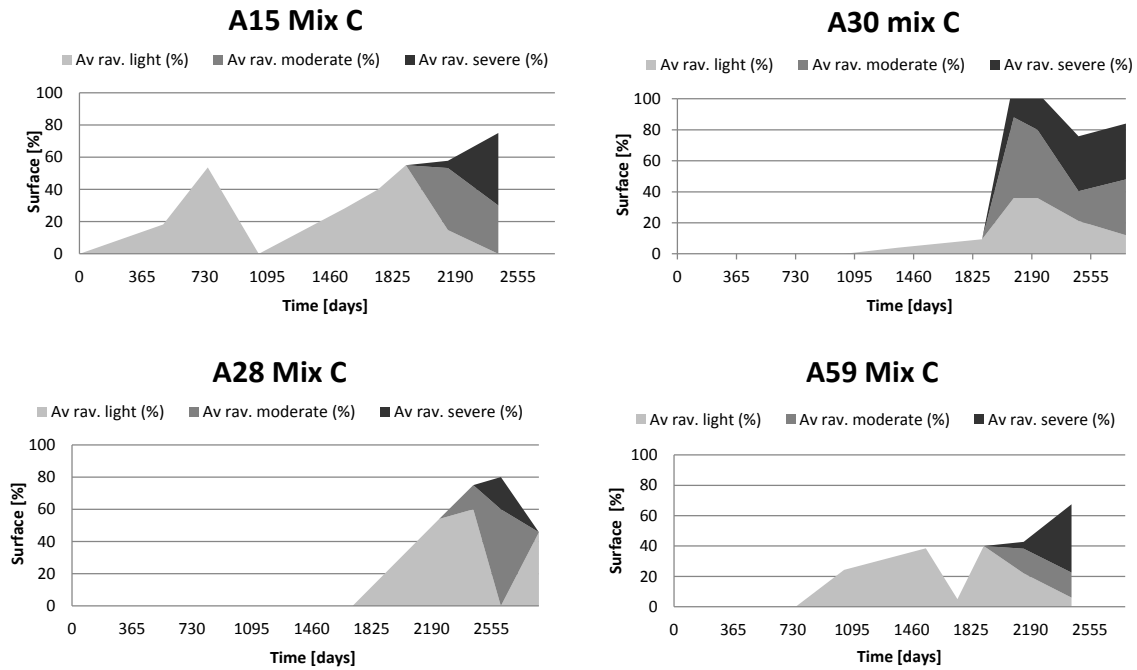 A15 Mix C
Av rav. light (%) Av rav. moderate (%) Av rav. severe (%)
Surface [%]
100
80
60
40
20
0
0 365 730 1095 1460 1825 2190 2555
Time [days]
A30 mix C
Av rav. light (%) Av rav. moderate (%) Av rav. severe (%)
Surface [%]
100
80
60
40
20
0
0 365 730 1095 1460 1825 2190 2555
Time [days]
A28 Mix C
Av rav. light (%) Av rav. moderate (%) Av rav. severe (%)
Surface [%]
100
80
60
40
20
0
0 365 730 1095 1460 1825 2190 2555
Time [days]
A59 Mix C
Av rav. light (%) Av rav. moderate (%) Av rav. severe (%)
Surface [%]
100
80
60
40
20
0
0 365 730 1095 1460 1825 2190 2555
Time [days]